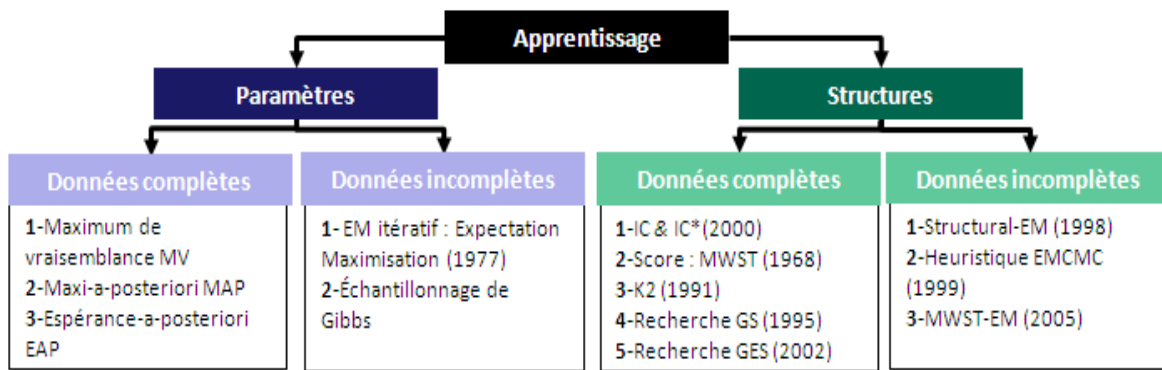 Apprentissage
Paramètres
Structures
Données complètes
Données incomplètes
Données complètes
Données incomplètes
1-Maximum de
vraisemblance MV
2-Maxi-a-posteriori MAP
3-Espérance-a-posteriori
EAP
1- EM itératif : Expectation
Maximisation (1977)
2-Échantillonnage de
Gibbs
1-IC & IC* (2000)
2-Score : MWST (1968)
3-K2 (1991)
4-Recherche GS (1995)
5-Recherche GES (2002)
1-Structural-EM (1998)
2-Heuristique EMCMC
(1999)
3-MWST-EM (2005)